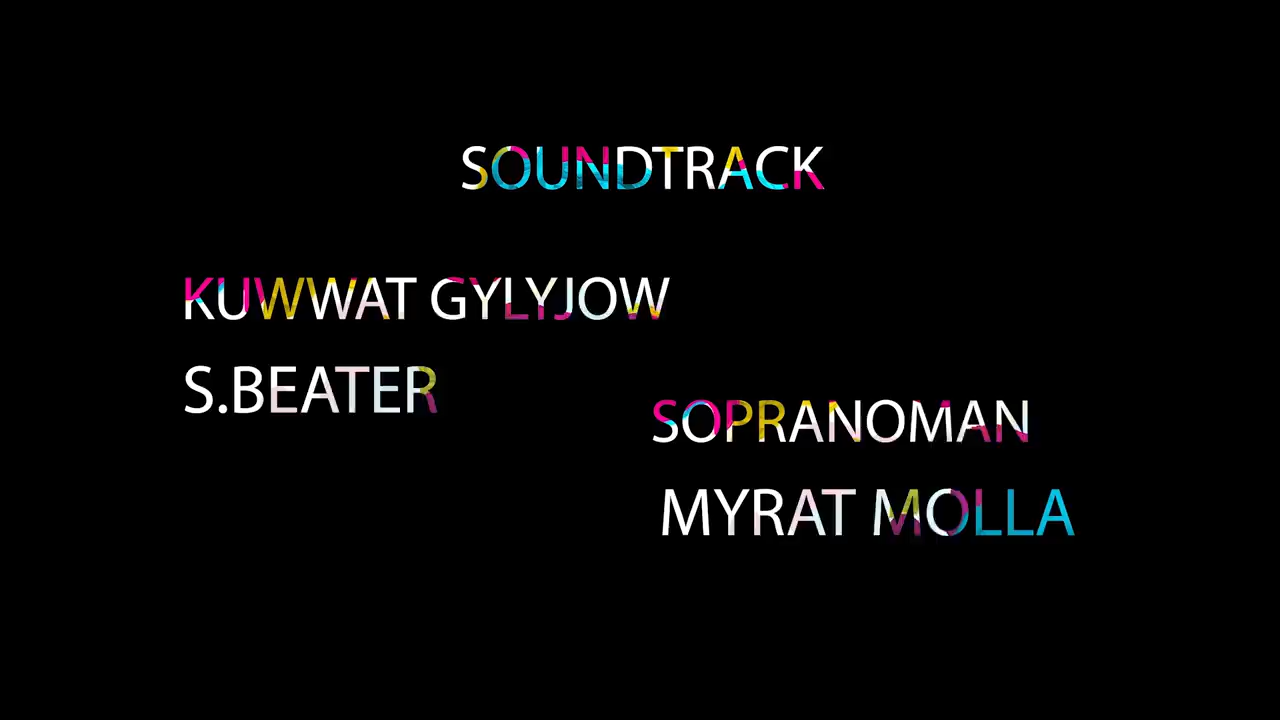 SOUNDTRACK
KUWWAT GYLYJOW
S.BEATER
SOPRANOMAN
MYRAT MOLLA